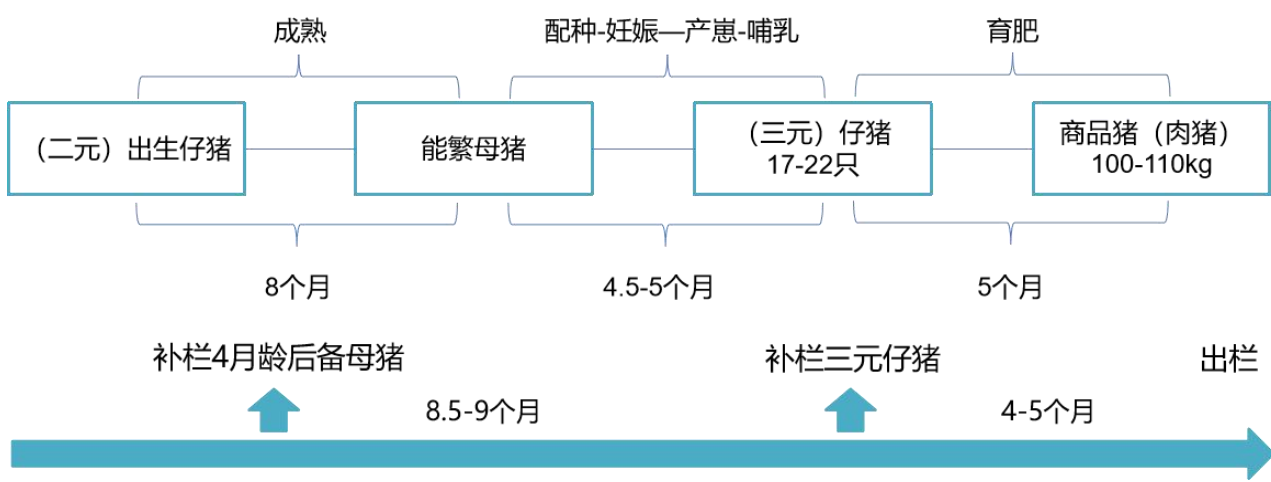 成熟
配种-妊娠—产崽-哺乳
育肥
（二元）出生仔猪
能繁母猪
（三元）仔猪
17-22只
商品猪（肉猪）
100-110kg
8个月
4.5-5个月
5个月
补栏4月龄后备母猪
补栏三元仔猪
出栏
8.5-9个月
4-5个月